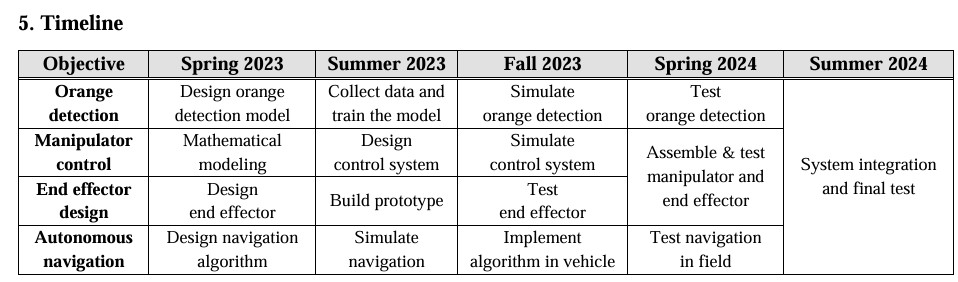 5. Timeline
Objective Spring 2023 Summer 2023 Fall 2023 Spring 2024 Summer 2024
Orange detection
Design orange detection model
Collect data and train the model
Simulate orange detection
Test orange detection
System integration and final test
Manipulator control
Mathematical modeling
Design control system
Simulate control system
Assemble & test manipulator and end effector
End effector design
Design end effector
Build prototype
Test end effector
Autonomous navigation
Design navigation algorithm
Simulate navigation
Implement algorithm in vehicle
Test navigation in field